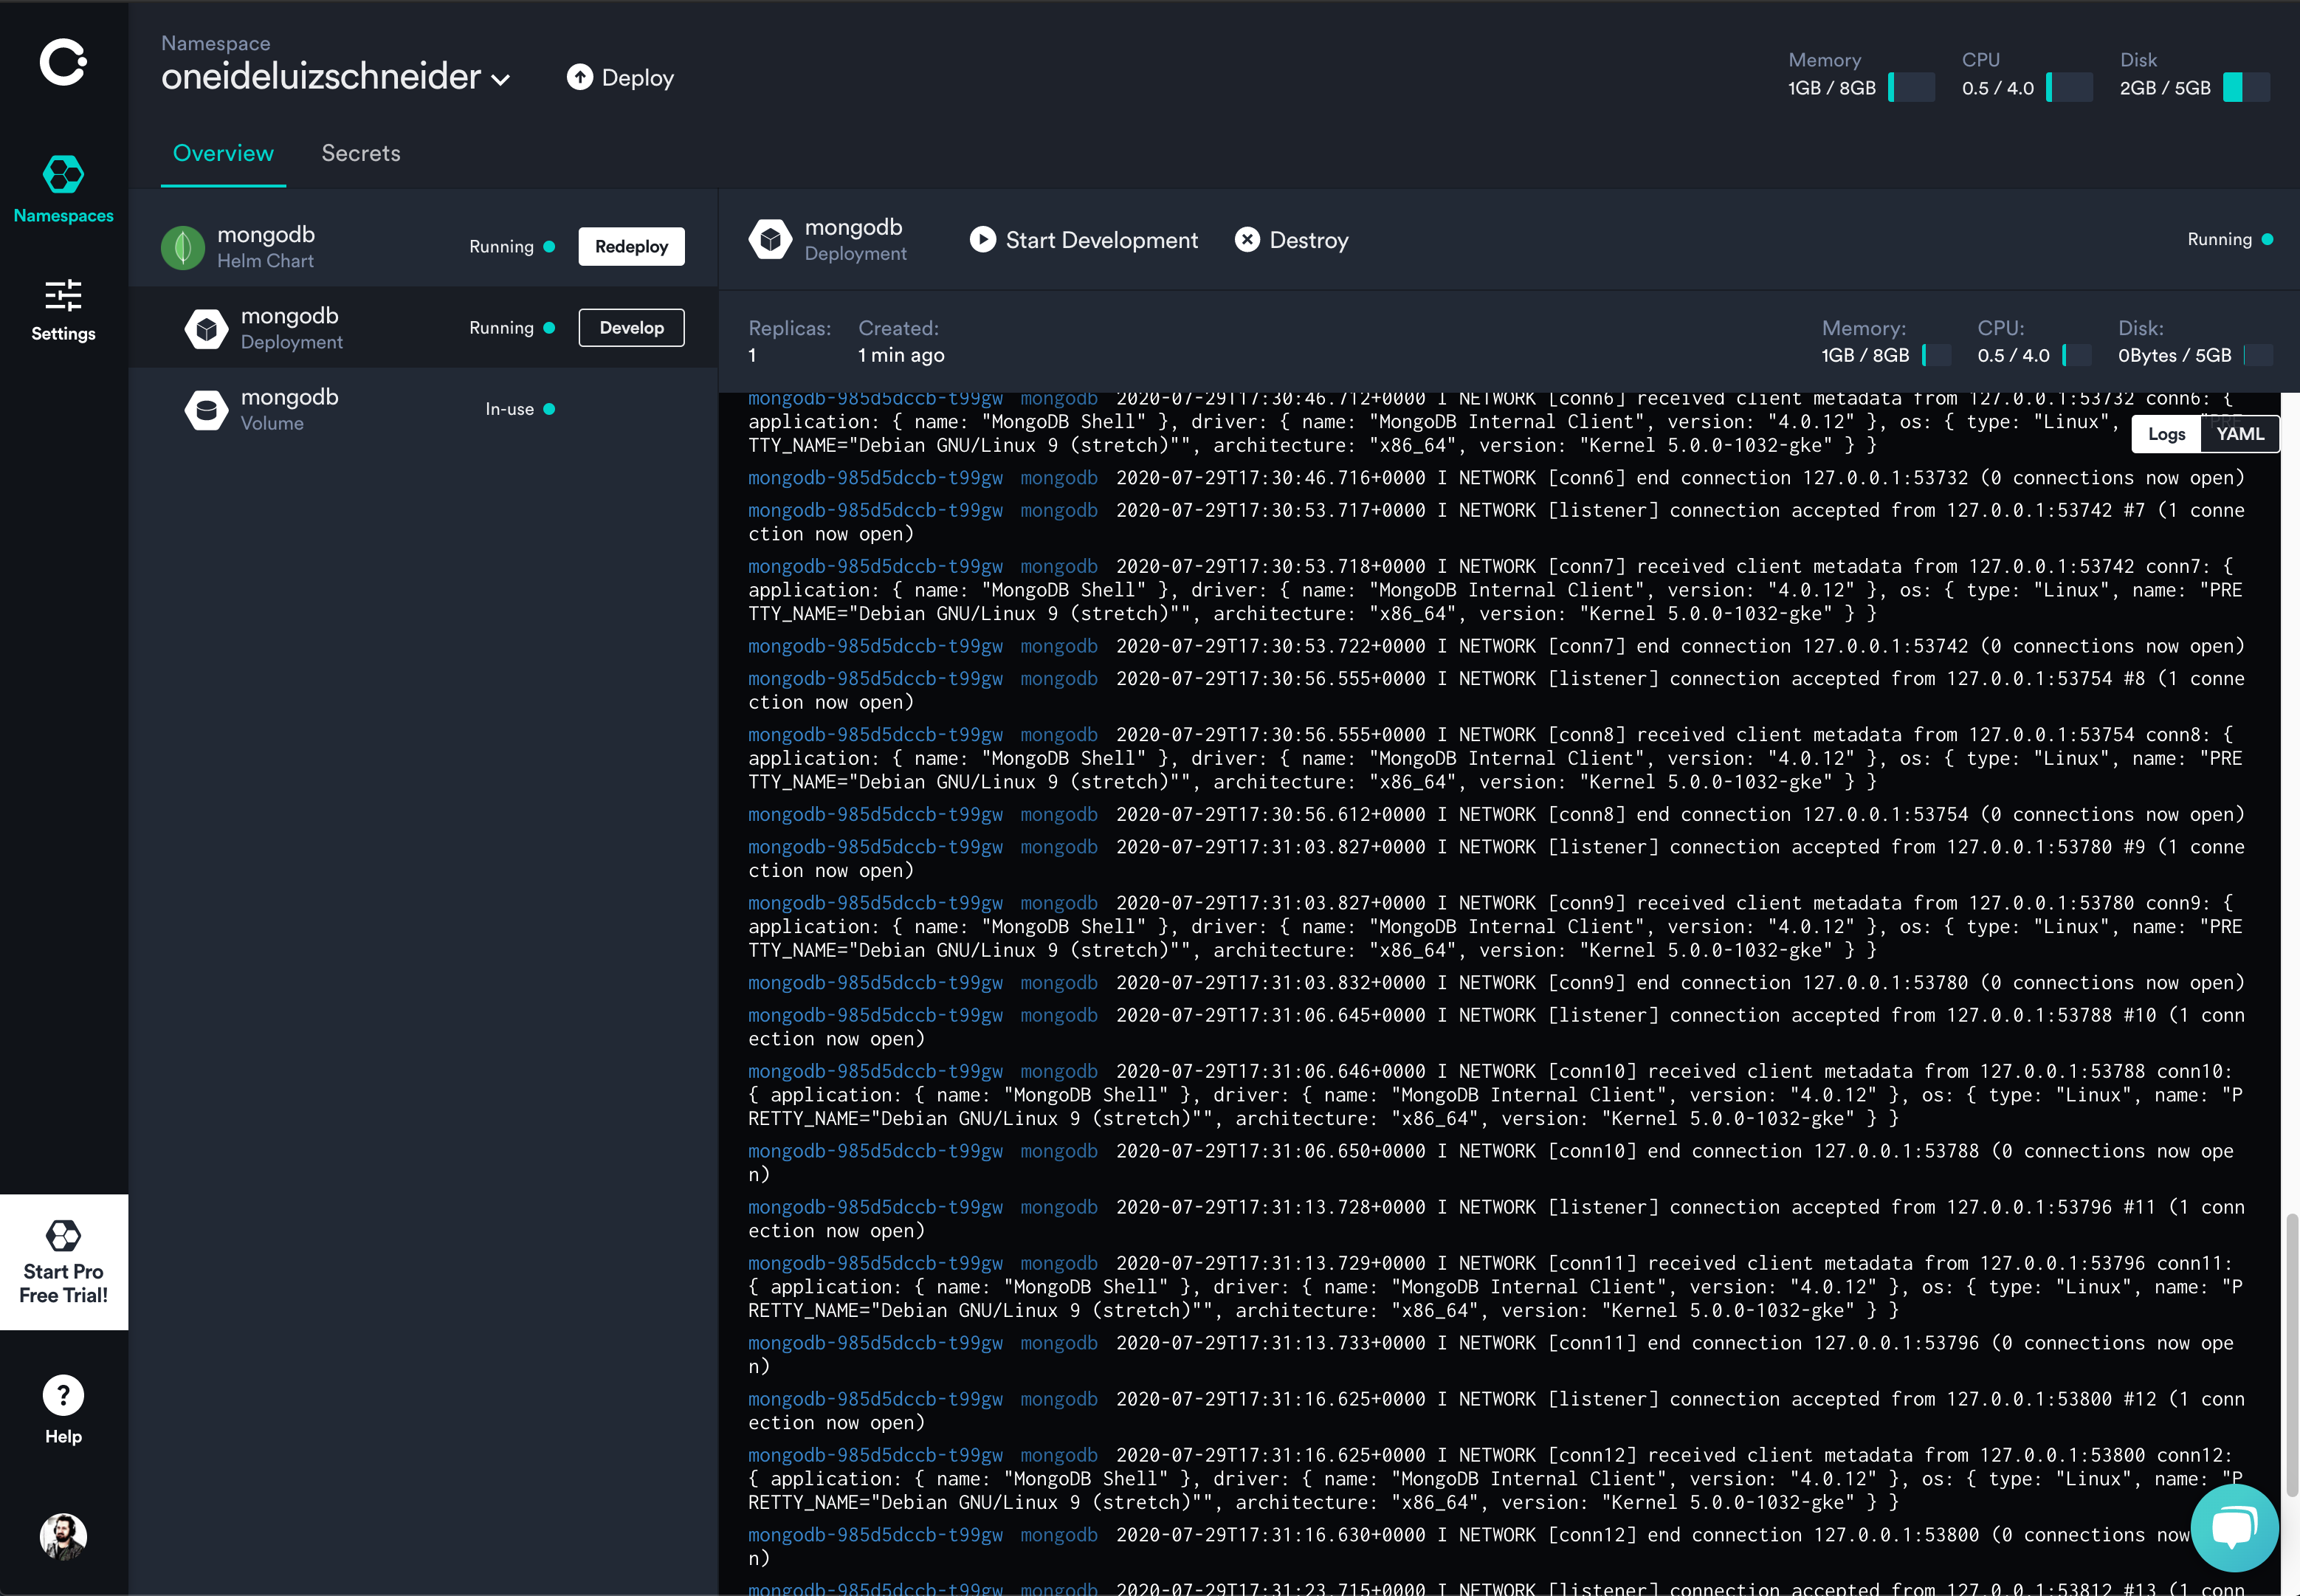 Namespace
oneideluizschneider
Deploy
Memory
1GB / 8GB
CPU
0.5 / 4.0
Disk
2GB / 5GB
Overview
Secrets
Namespaces
Settings
Start Pro
Free Trial!
Help
mongodb
Helm Chart
Running
Redeploy
mongodb
Deployment
Running
Develop
mongodb
Volume
In-use
mongodb
Deployment
Start Development
Destroy
Running
Replicas:
1
Created:
1 min ago
Memory:
1GB / 8GB
CPU:
0.5 / 4.0
Disk:
0Bytes / 5GB
Logs
YAML
mongodb-985d5dccb-t99gw mongodb 2020-07-29T17:30:46.712+0000 I NETWORK [conn6] received client metadata from 127.0.0.1:53732 conn6: {
application: { name: "MongoDB Shell" }, driver: { name: "MongoDB Internal Client", version: "4.0.12" }, os: { type: "Linux",
TTY_NAME="Debian GNU/Linux 9 (stretch)"", architecture: "x86_64", version: "Kernel 5.0.0-1032-gke" } }
mongodb-985d5dccb-t99gw mongodb 2020-07-29T17:30:46.716+0000 I NETWORK [conn6] end connection 127.0.0.1:53732 (0 connections now open)
mongodb-985d5dccb-t99gw mongodb 2020-07-29T17:30:53.717+0000 I NETWORK [listener] connection accepted from 127.0.0.1:53742 #7 (1 conne
ction now open)
mongodb-985d5dccb-t99gw mongodb 2020-07-29T17:30:53.718+0000 I NETWORK [conn7] received client metadata from 127.0.0.1:53742 conn7: {
application: { name: "MongoDB Shell" }, driver: { name: "MongoDB Internal Client", version: "4.0.12" }, os: { type: "Linux", name: "PRE
TTY_NAME="Debian GNU/Linux 9 (stretch)"", architecture: "x86_64", version: "Kernel 5.0.0-1032-gke" } }
mongodb-985d5dccb-t99gw mongodb 2020-07-29T17:30:53.722+0000 I NETWORK [conn7] end connection 127.0.0.1:53742 (0 connections now open)
mongodb-985d5dccb-t99gw mongodb 2020-07-29T17:30:56.555+0000 I NETWORK [listener] connection accepted from 127.0.0.1:53754 #8 (1 conne
ction now open)
mongodb-985d5dccb-t99gw mongodb 2020-07-29T17:30:56.555+0000 I NETWORK [conn8] received client metadata from 127.0.0.1:53754 conn8: {
application: { name: "MongoDB Shell" }, driver: { name: "MongoDB Internal Client", version: "4.0.12" }, os: { type: "Linux", name: "PRE
TTY_NAME="Debian GNU/Linux 9 (stretch)"", architecture: "x86_64", version: "Kernel 5.0.0-1032-gke" } }
mongodb-985d5dccb-t99gw mongodb 2020-07-29T17:30:56.612+0000 I NETWORK [conn8] end connection 127.0.0.1:53754 (0 connections now open)
mongodb-985d5dccb-t99gw mongodb 2020-07-29T17:31:03.827+0000 I NETWORK [listener] connection accepted from 127.0.0.1:53780 #9 (1 conne
ction now open)
mongodb-985d5dccb-t99gw mongodb 2020-07-29T17:31:03.827+0000 I NETWORK [conn9] received client metadata from 127.0.0.1:53780 conn9: {
application: { name: "MongoDB Shell" }, driver: { name: "MongoDB Internal Client", version: "4.0.12" }, os: { type: "Linux", name: "PRE
TTY_NAME="Debian GNU/Linux 9 (stretch)"", architecture: "x86_64", version: "Kernel 5.0.0-1032-gke" } }
mongodb-985d5dccb-t99gw mongodb 2020-07-29T17:31:03.832+0000 I NETWORK [conn9] end connection 127.0.0.1:53780 (0 connections now open)
mongodb-985d5dccb-t99gw mongodb 2020-07-29T17:31:06.645+0000 I NETWORK [listener] connection accepted from 127.0.0.1:53788 #10 (1 conn
ection now open)
mongodb-985d5dccb-t99gw mongodb 2020-07-29T17:31:06.646+0000 I NETWORK [conn10] received client metadata from 127.0.0.1:53788 conn10:
{ application: { name: "MongoDB Shell" }, driver: { name: "MongoDB Internal Client", version: "4.0.12" }, os: { type: "Linux", name: "P
RETTY_NAME="Debian GNU/Linux 9 (stretch)"", architecture: "x86_64", version: "Kernel 5.0.0-1032-gke" } }
mongodb-985d5dccb-t99gw mongodb 2020-07-29T17:31:06.650+0000 I NETWORK [conn10] end connection 127.0.0.1:53788 (0 connections now ope
n)
mongodb-985d5dccb-t99gw mongodb 2020-07-29T17:31:13.728+0000 I NETWORK [listener] connection accepted from 127.0.0.1:53796 #11 (1 conn
ection now open)
mongodb-985d5dccb-t99gw mongodb 2020-07-29T17:31:13.729+0000 I NETWORK [conn11] received client metadata from 127.0.0.1:53796 conn11:
{ application: { name: "MongoDB Shell" }, driver: { name: "MongoDB Internal Client", version: "4.0.12" }, os: { type: "Linux", name: "P
RETTY_NAME="Debian GNU/Linux 9 (stretch)"", architecture: "x86_64", version: "Kernel 5.0.0-1032-gke" } }
mongodb-985d5dccb-t99gw mongodb 2020-07-29T17:31:13.733+0000 I NETWORK [conn11] end connection 127.0.0.1:53796 (0 connections now ope
n)
mongodb-985d5dccb-t99gw mongodb 2020-07-29T17:31:16.625+0000 I NETWORK [listener] connection accepted from 127.0.0.1:53800 #12 (1 conn
ection now open)
mongodb-985d5dccb-t99gw mongodb 2020-07-29T17:31:16.625+0000 I NETWORK [conn12] received client metadata from 127.0.0.1:53800 conn12:
{ application: { name: "MongoDB Shell" }, driver: { name: "MongoDB Internal Client", version: "4.0.12" }, os: { type: "Linux", name: "P
RETTY_NAME="Debian GNU/Linux 9 (stretch)"", architecture: "x86_64", version: "Kernel 5.0.0-1032-gke" } }
mongodb-985d5dccb-t99gw mongodb 2020-07-29T17:31:16.630+0000 I NETWORK [conn12] end connection 127.0.0.1:53800 (0 connections now
n)
mongodb-985d5dccb-t99gw mongodb 2020-07-29T17:31:23.715+0000 I NETWORK [listener] connection accepted from 127.0.0.1:53812 #13 (1 conn